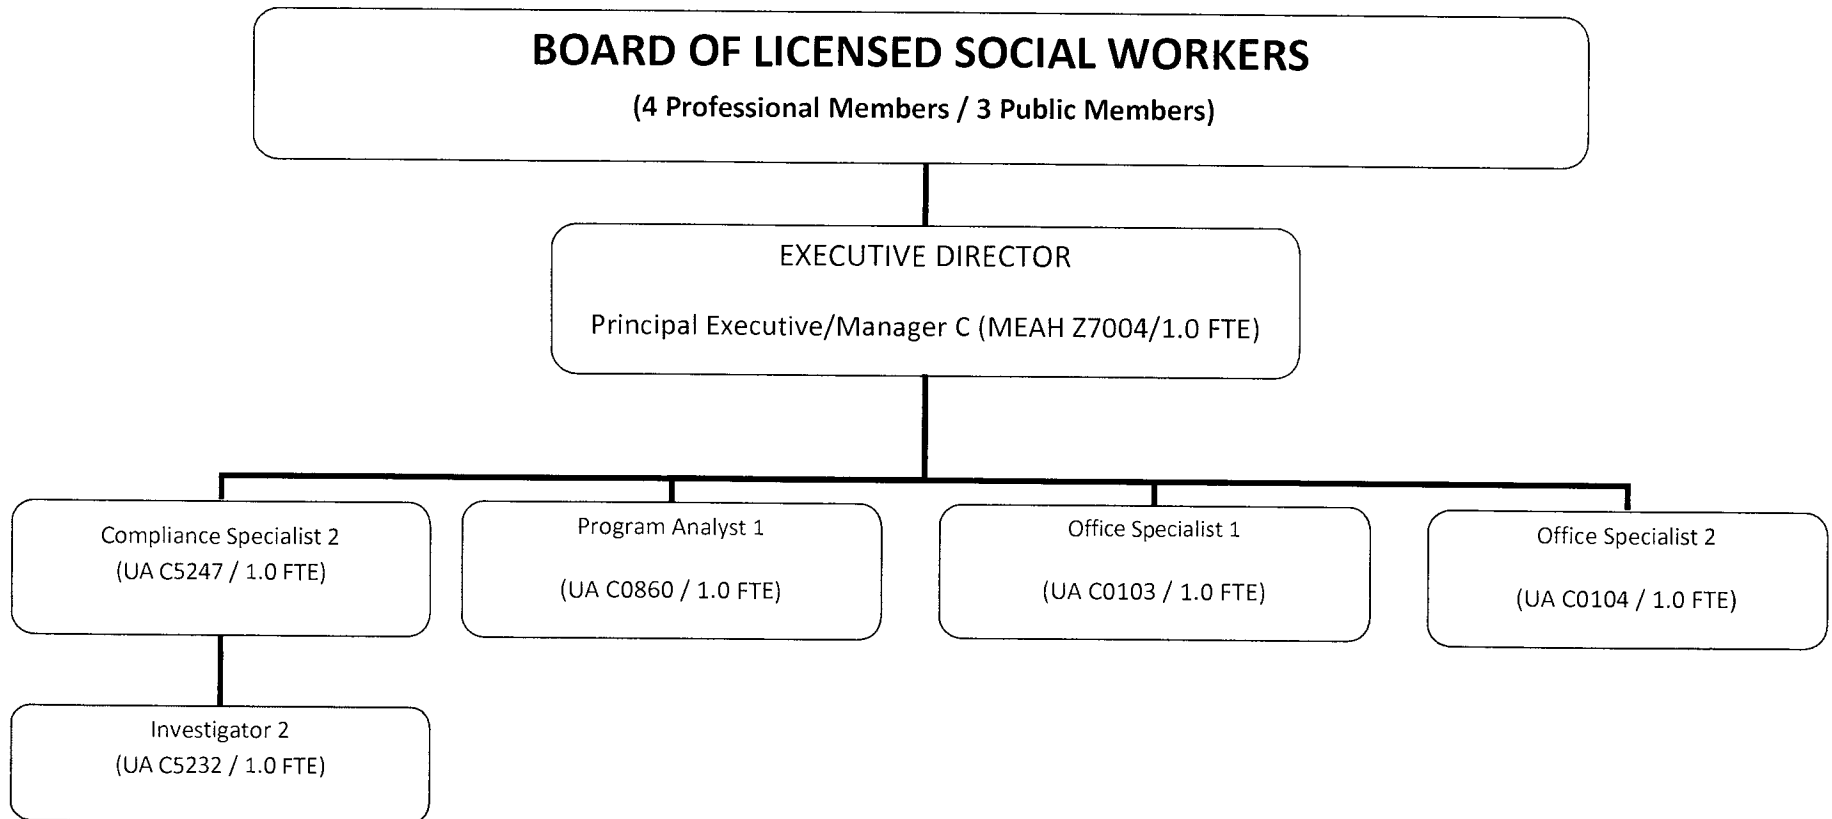 BOARD OF LICENSED SOCIAL WORKERS
(4 Professional Members / 3 Public Members)
EXECUTIVE DIRECTOR
Principal Executive/Manager C (MEAH Z7004/1.0 FTE)
Compliance Specialist 2
(UA C5247 / 1.0 FTE)
Program Analyst 1
(UA C0860 / 1.0 FTE)
Office Specialist 1
(UA C0103 / 1.0 FTE)
Office Specialist 2
(UA C0104 / 1.0 FTE)
Investigator 2
(UA C5232 / 1.0 FTE)